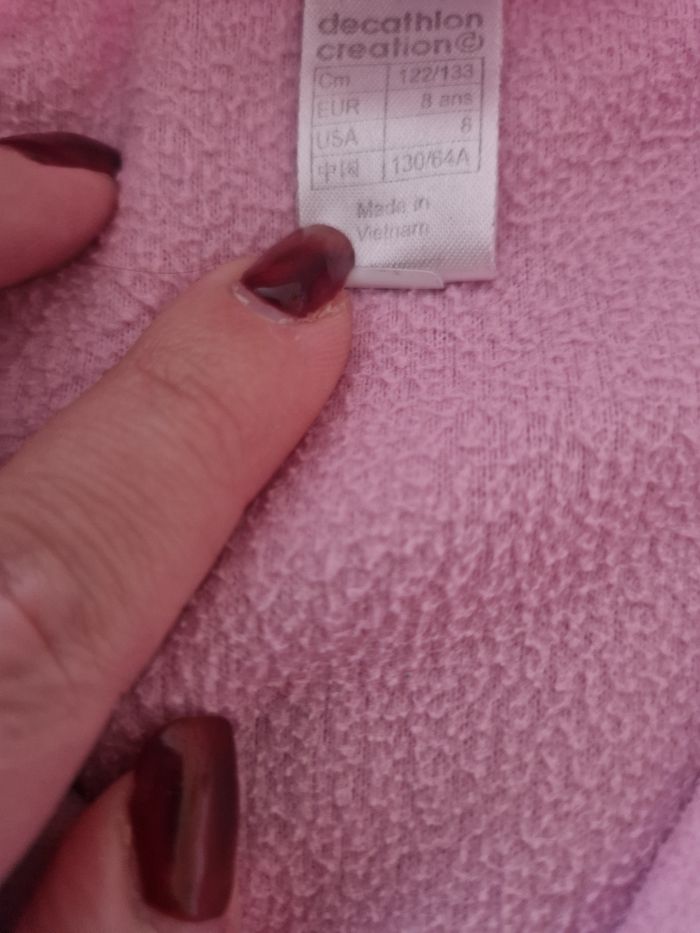 decathlon
creation©
Cm 122/133
EUR 8 ans
USA 8
中国 130/64A
Made in
Vietnam